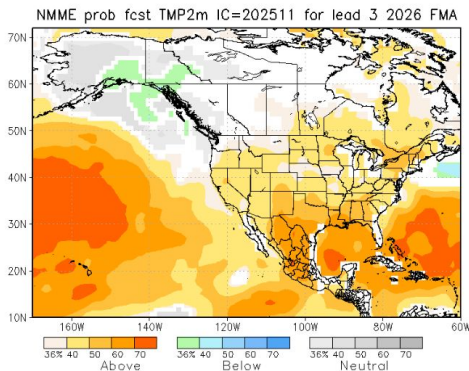 NMME prob fcst TMP2m IC=202511 for lead 3 2026 FMA
70N
60N
50N
40N
30N
20N
10N
160W 140W 120W 100W 80W 60W
36% 40 50 60 70 36% 40 50 60 70 36% 40 50 60 70
Above Below Neutral